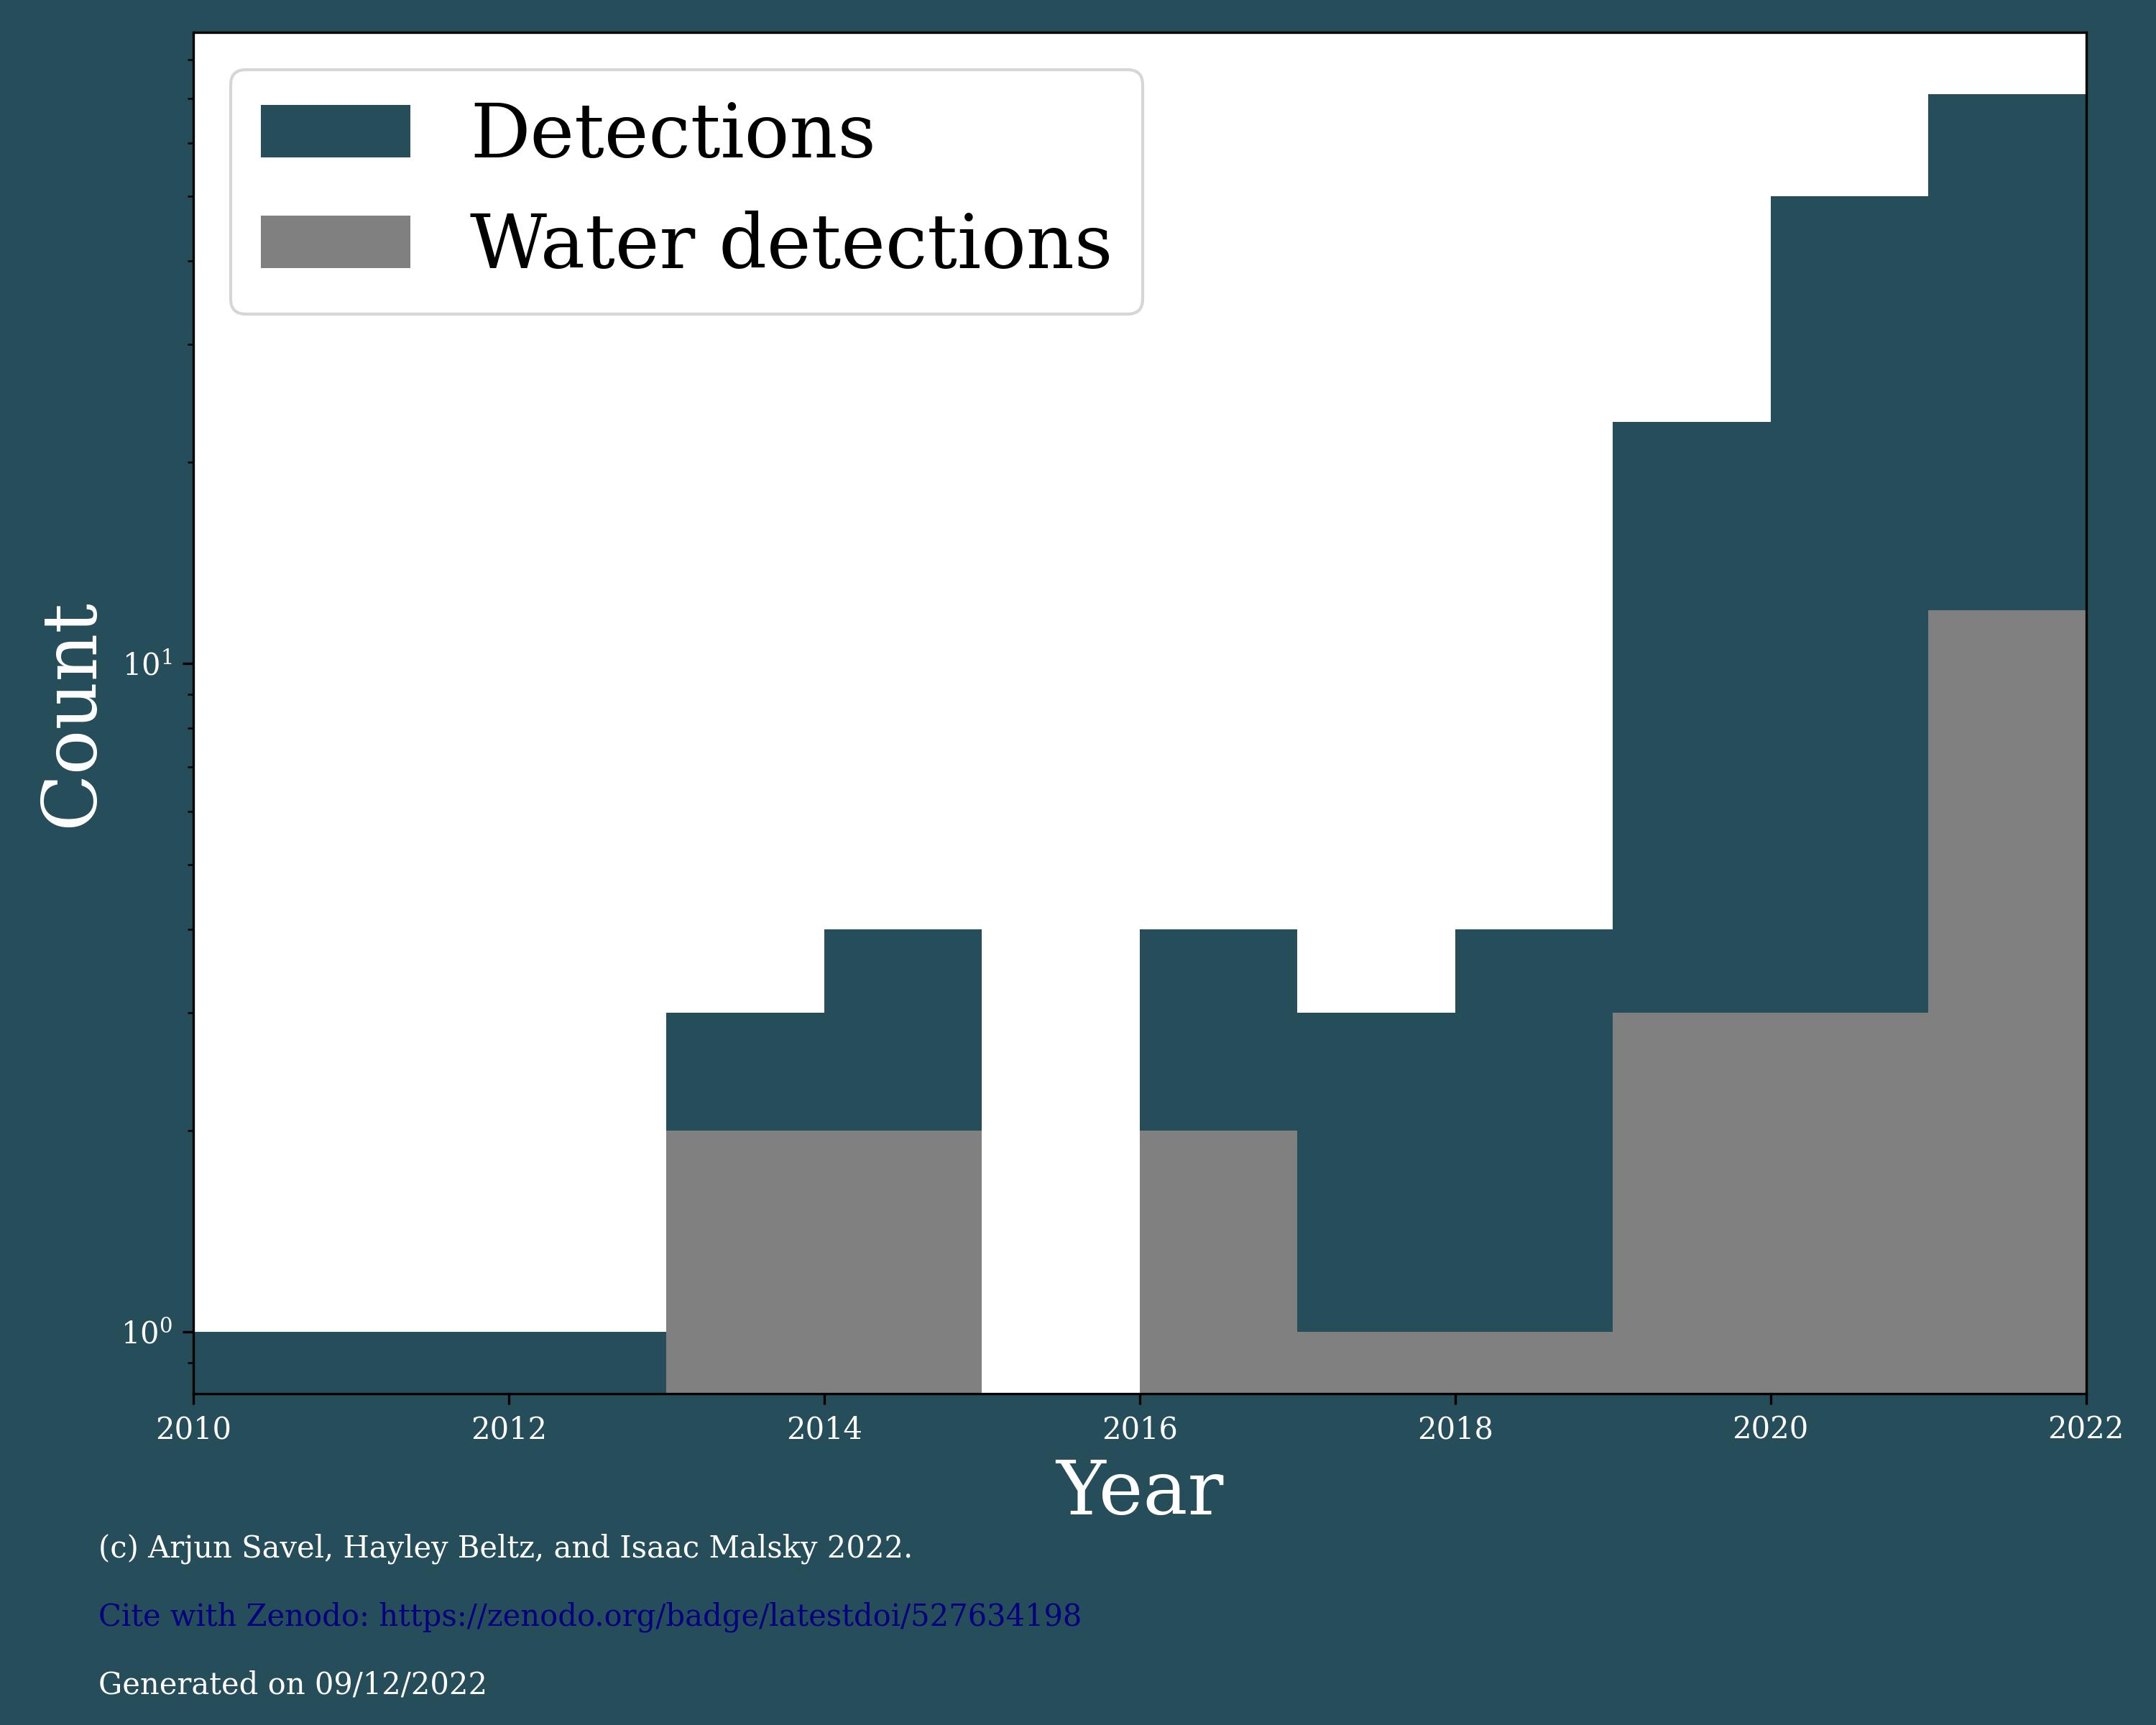 Detections
Water detections
Count
10¹
10⁰
2010 2012 2014 2016 2018 2020 2022
Year
(c) Arjun Savel, Hayley Beltz, and Isaac Malsky 2022.
Cite with Zenodo: https://zenodo.org/badge/latestdoi/527634198
Generated on 09/12/2022